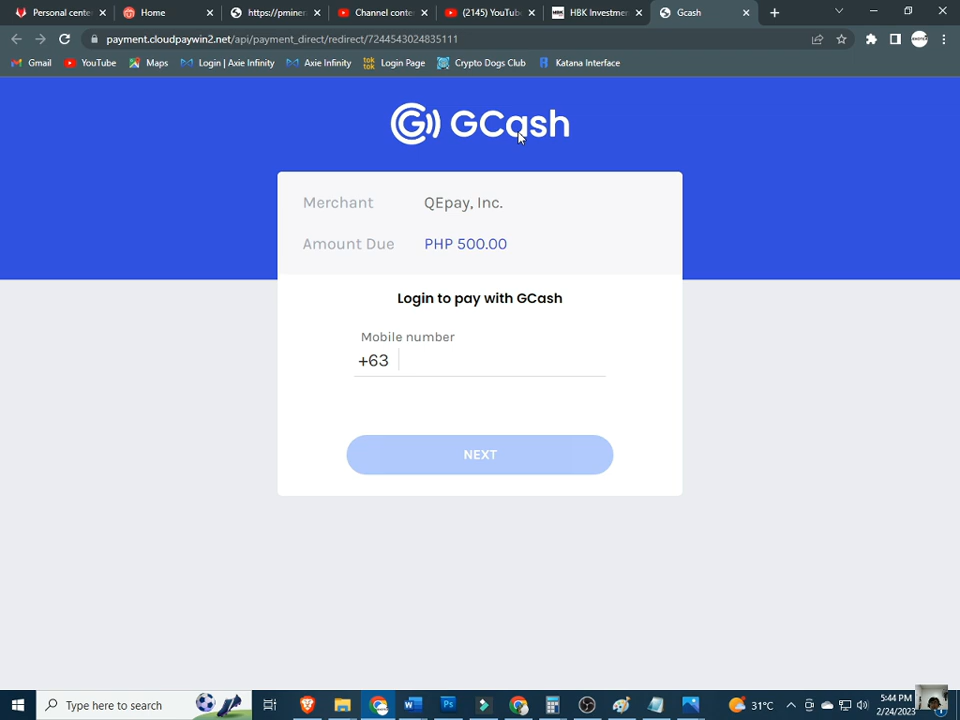 Personal cente
Home
https://pmine
Channel conte
(2145) YouTub
HBK Investmen
Gcash
payment.cloudpaywin2.net/api/payment_direct/redirect/7244543024835111
Gmail
YouTube
Maps
Login | Axie Infinity
Axie Infinity
tok
tok
Login Page
Crypto Dogs Club
Katana Interface
GCash
Merchant QEpay, Inc.
Amount Due PHP 500.00
Login to pay with GCash
Mobile number
+63
NEXT
Type here to search
31°C
5:44 PM
2/24/2023